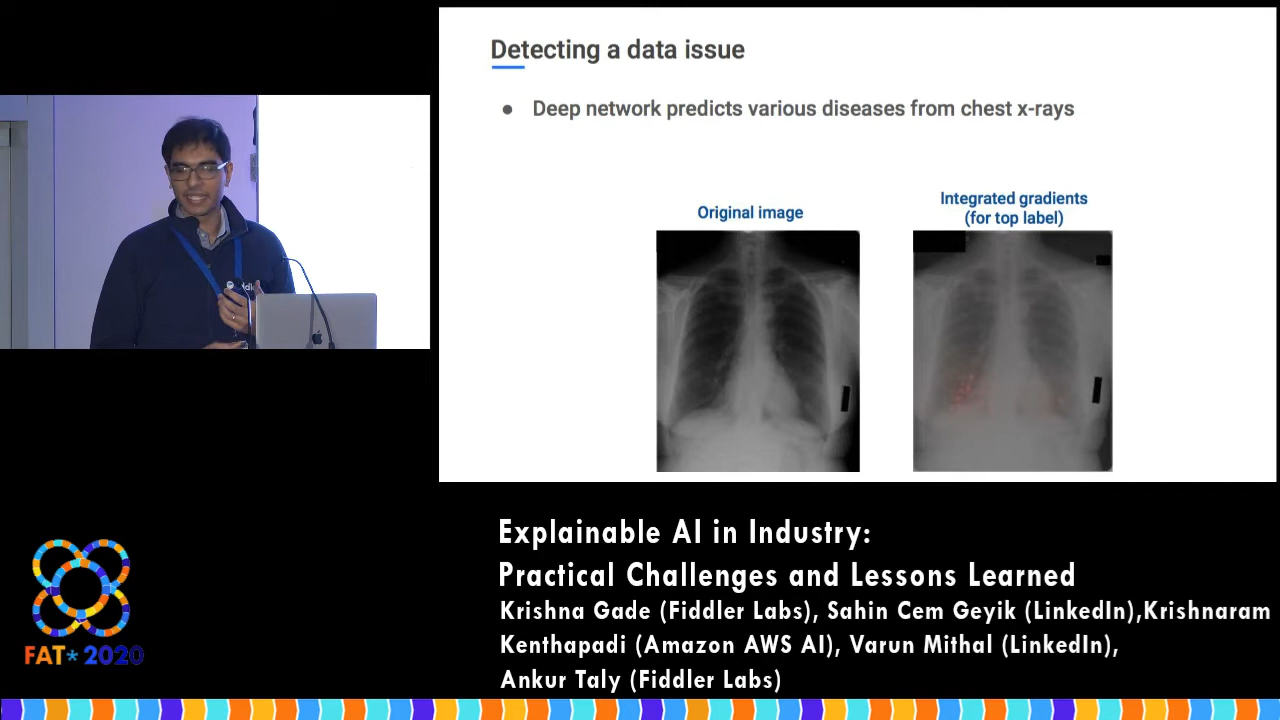 Detecting a data issue
● Deep network predicts various diseases from chest x-rays
Original image
Integrated gradients
(for top label)
Explainable AI in Industry:
Practical Challenges and Lessons Learned
Krishna Gade (Fiddler Labs), Sahin Cem Geyik (LinkedIn),Krishnaram
Kenthapadi (Amazon AWS AI), Varun Mithal (LinkedIn),
Ankur Taly (Fiddler Labs)
FAT* 2020